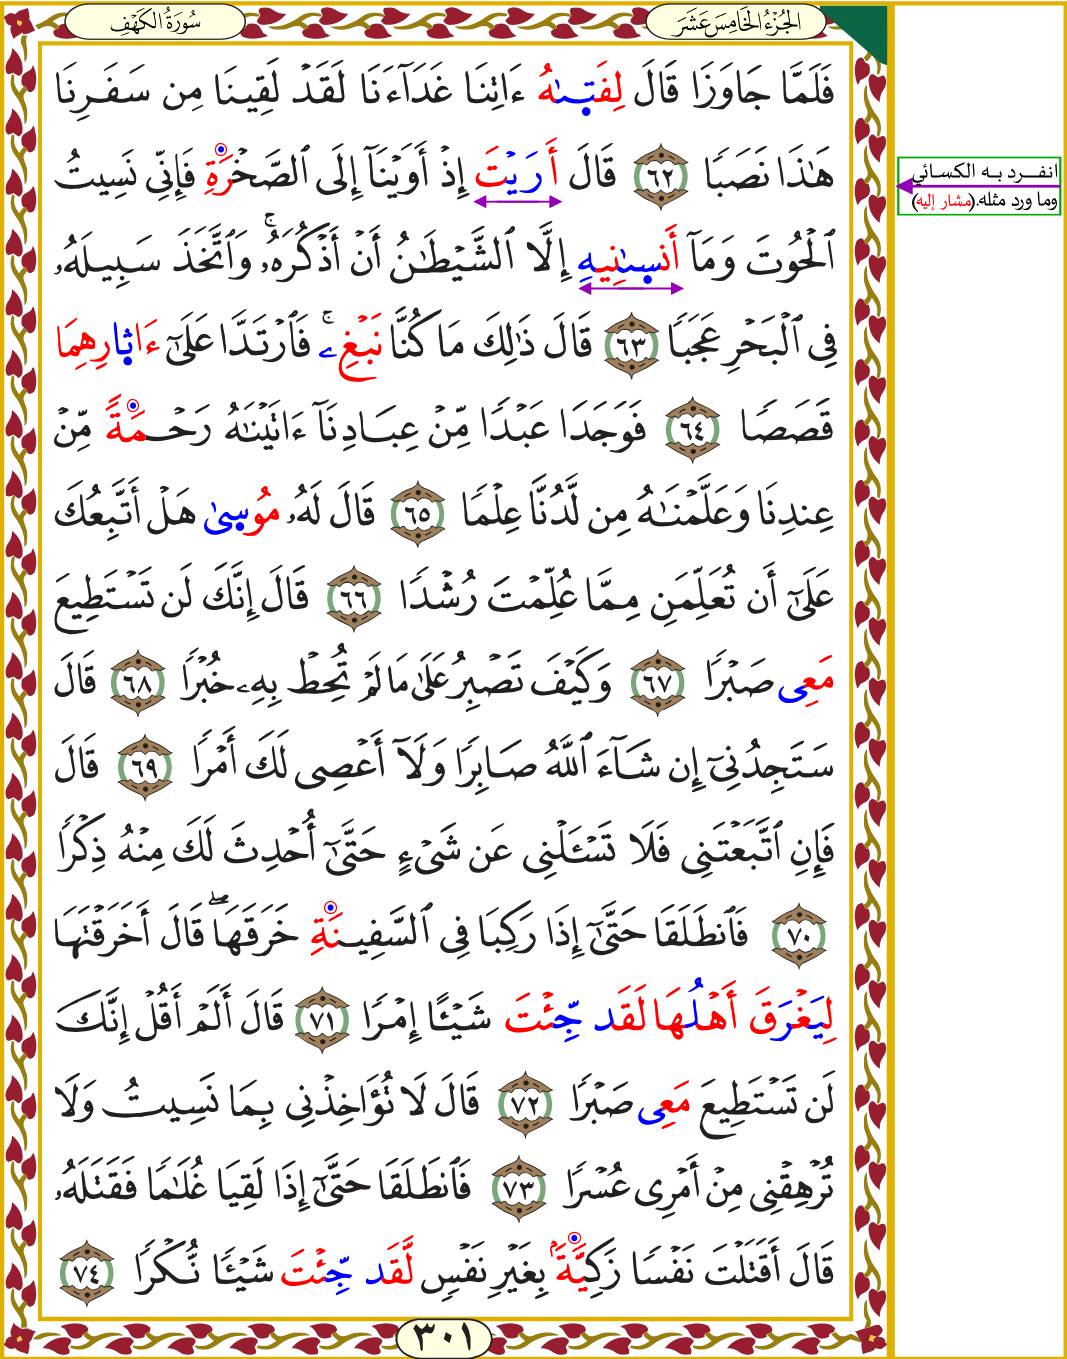 الجُزْءُ الخَامِسَ عَشَرَ
سُورَةُ الكَهْفِ
فَلَمَّا جَاوَزَا قَالَ لِفَتَىٰهُ ءَاتِنَا غَدَآءَنَا لَقَدْ لَقِينَا مِن سَفَرِنَا
هَٰذَا نَصَبًا ٦٢ قَالَ أَرَيْتَ إِذْ أَوَيْنَآ إِلَى ٱلصَّخْرَةِ فَإِنِّى نَسِيتُ
ٱلْحُوتَ وَمَآ أَنسَىٰنِيهِ إِلَّا ٱلشَّيْطَٰنُ أَنْ أَذْكُرَهُۥۚ وَٱتَّخَذَ سَبِيلَهُۥ
فِى ٱلْبَحْرِ عَجَبًا ٦٣ قَالَ ذَٰلِكَ مَا كُنَّا نَبْغِۦۚ فَٱرْتَدَّا عَلَىٰٓ ءَاثَارِهِمَا
قَصَصًا ٦٤ فَوَجَدَا عَبْدًا مِّنْ عِبَادِنَآ ءَاتَيْنَٰهُ رَحْمَةً مِّنْ
عِندِنَا وَعَلَّمْنَٰهُ مِن لَّدُنَّا عِلْمًا ٦٥ قَالَ لَهُۥ مُوسَىٰ هَلْ أَتَّبِعُكَ
عَلَىٰٓ أَن تُعَلِّمَنِ مِمَّا عُلِّمْتَ رُشْدًا ٦٦ قَالَ إِنَّكَ لَن تَسْتَطِيعَ
مَعِى صَبْرًا ٦٧ وَكَيْفَ تَصْبِرُ عَلَىٰ مَا لَمْ تُحِطْ بِهِۦ خُبْرًا ٦٨ قَالَ
سَتَجِدُنِىٓ إِن شَآءَ ٱللَّهُ صَابِرًا وَلَآ أَعْصِى لَكَ أَمْرًا ٦٩ قَالَ
فَإِنِ ٱتَّبَعْتَنِى فَلَا تَسْـَٔلْنِى عَن شَىْءٍ حَتَّىٰٓ أُحْدِثَ لَكَ مِنْهُ ذِكْرًا
٧٠ فَٱنطَلَقَا حَتَّىٰٓ إِذَا رَكِبَا فِى ٱلسَّفِينَةِ خَرَقَهَاۖ قَالَ أَخَرَقْتَهَا
لِيَغْرَقَ أَهْلُهَا لَقَد جِّئْتَ شَيْـًٔا إِمْرًا ٧١ قَالَ أَلَمْ أَقُلْ إِنَّكَ
لَن تَسْتَطِيعَ مَعِى صَبْرًا ٧٢ قَالَ لَا تُؤَاخِذْنِى بِمَا نَسِيتُ وَلَا
تُرْهِقْنِى مِنْ أَمْرِى عُسْرًا ٧٣ فَٱنطَلَقَا حَتَّىٰٓ إِذَا لَقِيَا غُلَٰمًا فَقَتَلَهُۥ
قَالَ أَقَتَلْتَ نَفْسًا زَكِيَّةًۢ بِغَيْرِ نَفْسٍ لَّقَد جِّئْتَ شَيْـًٔا نُّكْرًا ٧٤
٣٠١
انفرد به الكسائي
وما ورد مثله.(مشار إليه)